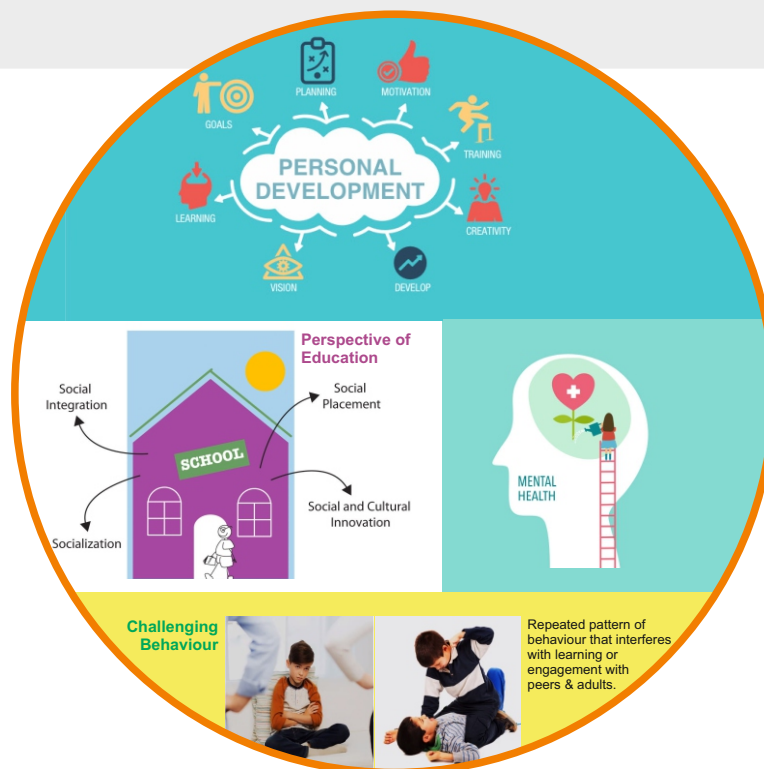 PLANNING
MOTIVATION
GOALS
TRAINING
PERSONAL
DEVELOPMENT
LEARNING
CREATIVITY
VISION
DEVELOP
Perspective of
Education
Social
Integration
Social
Placement
SCHOOL
Social and Cultural
Innovation
Socialization
MENTAL
HEALTH
Challenging
Behaviour
Repeated pattern of
behaviour that interferes
with learning or
engagement with
peers & adults.